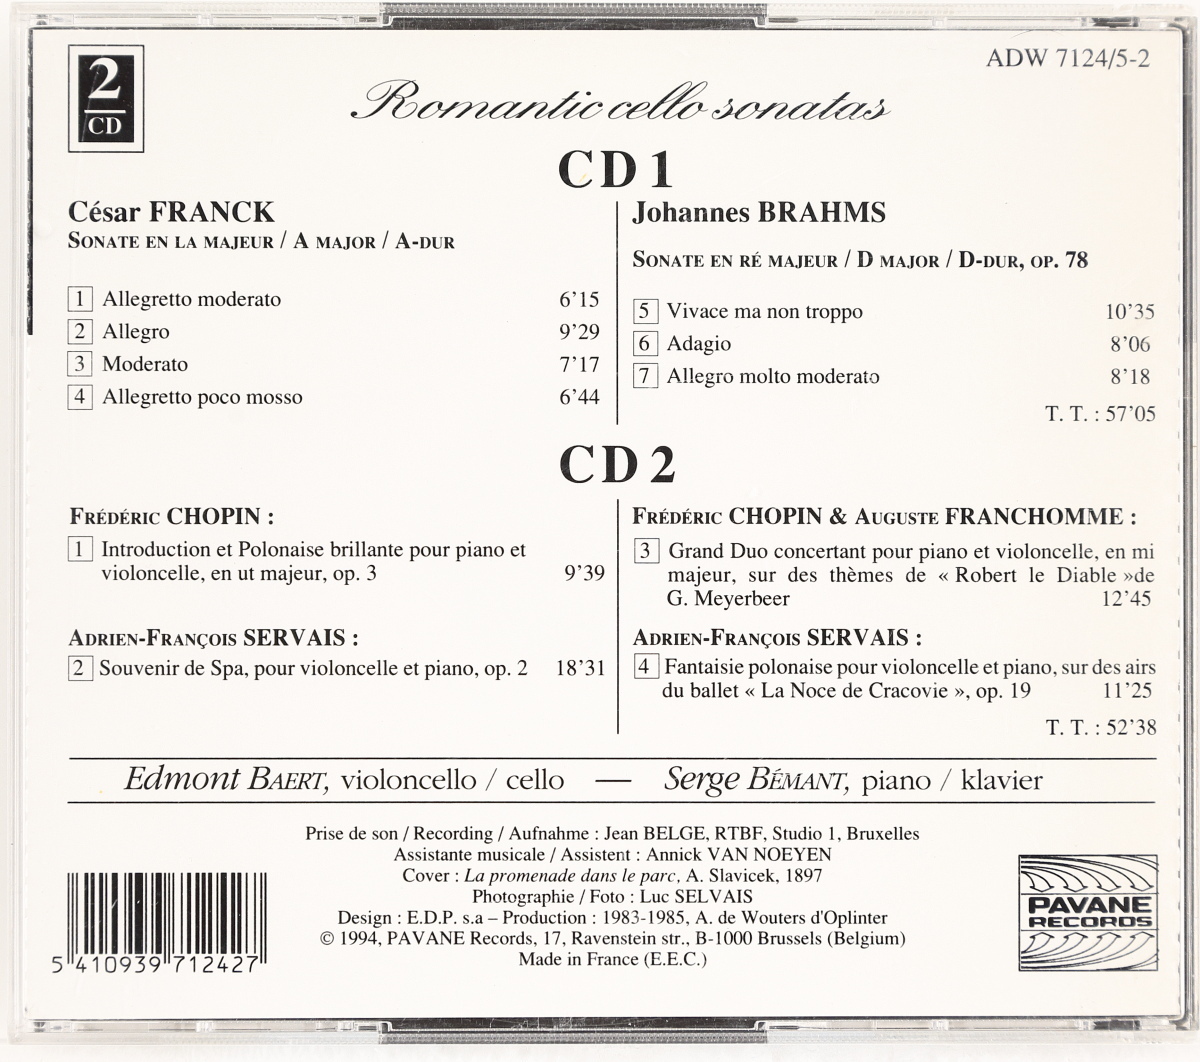 2
CD
ADW 7124/5-2
Romantic cello sonatas
CD 1
César FRANCK
SONATE EN LA MAJEUR / A MAJOR / A-DUR
1 Allegretto moderato 6’15
2 Allegro 9’29
3 Moderato 7’17
4 Allegretto poco mosso 6’44
Johannes BRAHMS
SONATE EN RÉ MAJEUR / D MAJOR / D-DUR, OP. 78
5 Vivace ma non troppo 10’35
6 Adagio 8’06
7 Allegro molto moderato 8’18
T. T. : 57’05
CD 2
FRÉDÉRIC CHOPIN :
1 Introduction et Polonaise brillante pour piano et
violoncelle, en ut majeur, op. 3 9’39
ADRIEN-FRANÇOIS SERVAIS :
2 Souvenir de Spa, pour violoncelle et piano, op. 2 18’31
FRÉDÉRIC CHOPIN & AUGUSTE FRANCHOMME :
3 Grand Duo concertant pour piano et violoncelle, en mi
majeur, sur des thèmes de « Robert le Diable »de
G. Meyerbeer 12’45
ADRIEN-FRANÇOIS SERVAIS :
4 Fantaisie polonaise pour violoncelle et piano, sur des airs
du ballet « La Noce de Cracovie », op. 19 11’25
T. T. : 52’38
Edmont BAERT, violoncello / cello — Serge BÉMANT, piano / klavier
Prise de son / Recording / Aufnahme : Jean BELGE, RTBF, Studio 1, Bruxelles
Assistante musicale / Assistent : Annick VAN NOEYEN
Cover : La promenade dans le parc, A. Slavicek, 1897
Photographie / Foto : Luc SELVAIS
Design : E.D.P. s.a – Production : 1983-1985, A. de Wouters d'Oplinter
© 1994, PAVANE Records, 17, Ravenstein str., B-1000 Brussels (Belgium)
Made in France (E.E.C.)
5 410939 712427
PAVANE
RECORDS